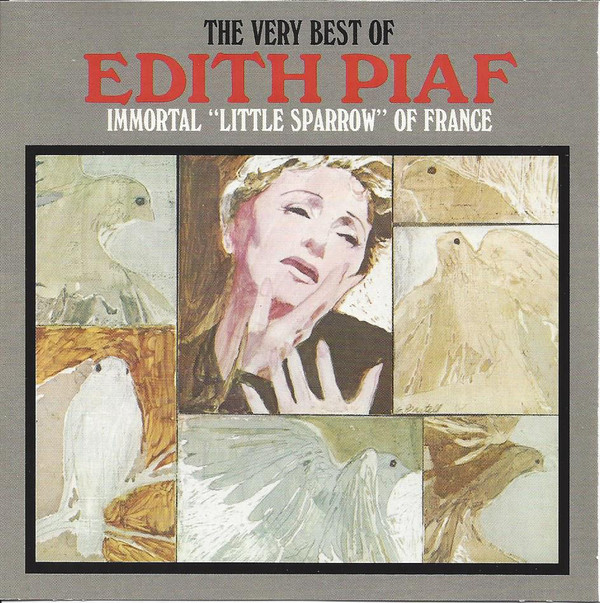 THE VERY BEST OF
EDITH PIAF
IMMORTAL “LITTLE SPARROW” OF FRANCE